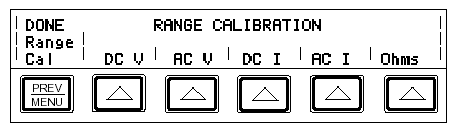 DONE RANGE CALIBRATION
Range
Cal DC V AC V DC I AC I Ohms
PREV
MENU